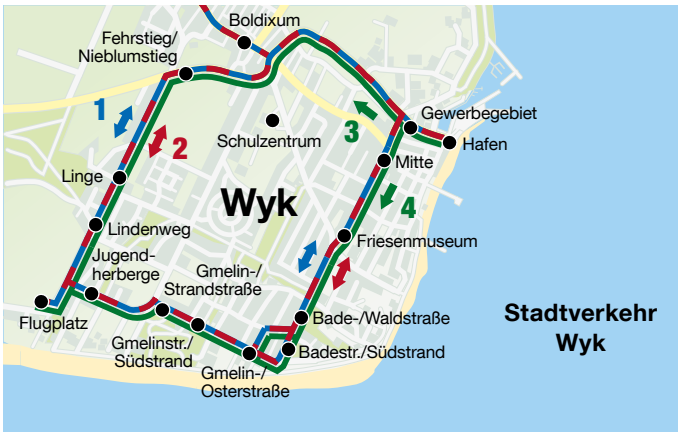 Boldixum
Fehrstieg/
Nieblumstieg
1
2
3
Gewerbegebiet
Schulzentrum
Hafen
Mitte
Linge
Wyk
4
Lindenweg
Friesenmuseum
Jugend-
herberge
Gmelin-/
Strandstraße
Flugplatz
Bade-/Waldstraße
Stadtverkehr
Wyk
Gmelinstr./
Südstrand
Badestr./Südstrand
Gmelin-/
Osterstraße